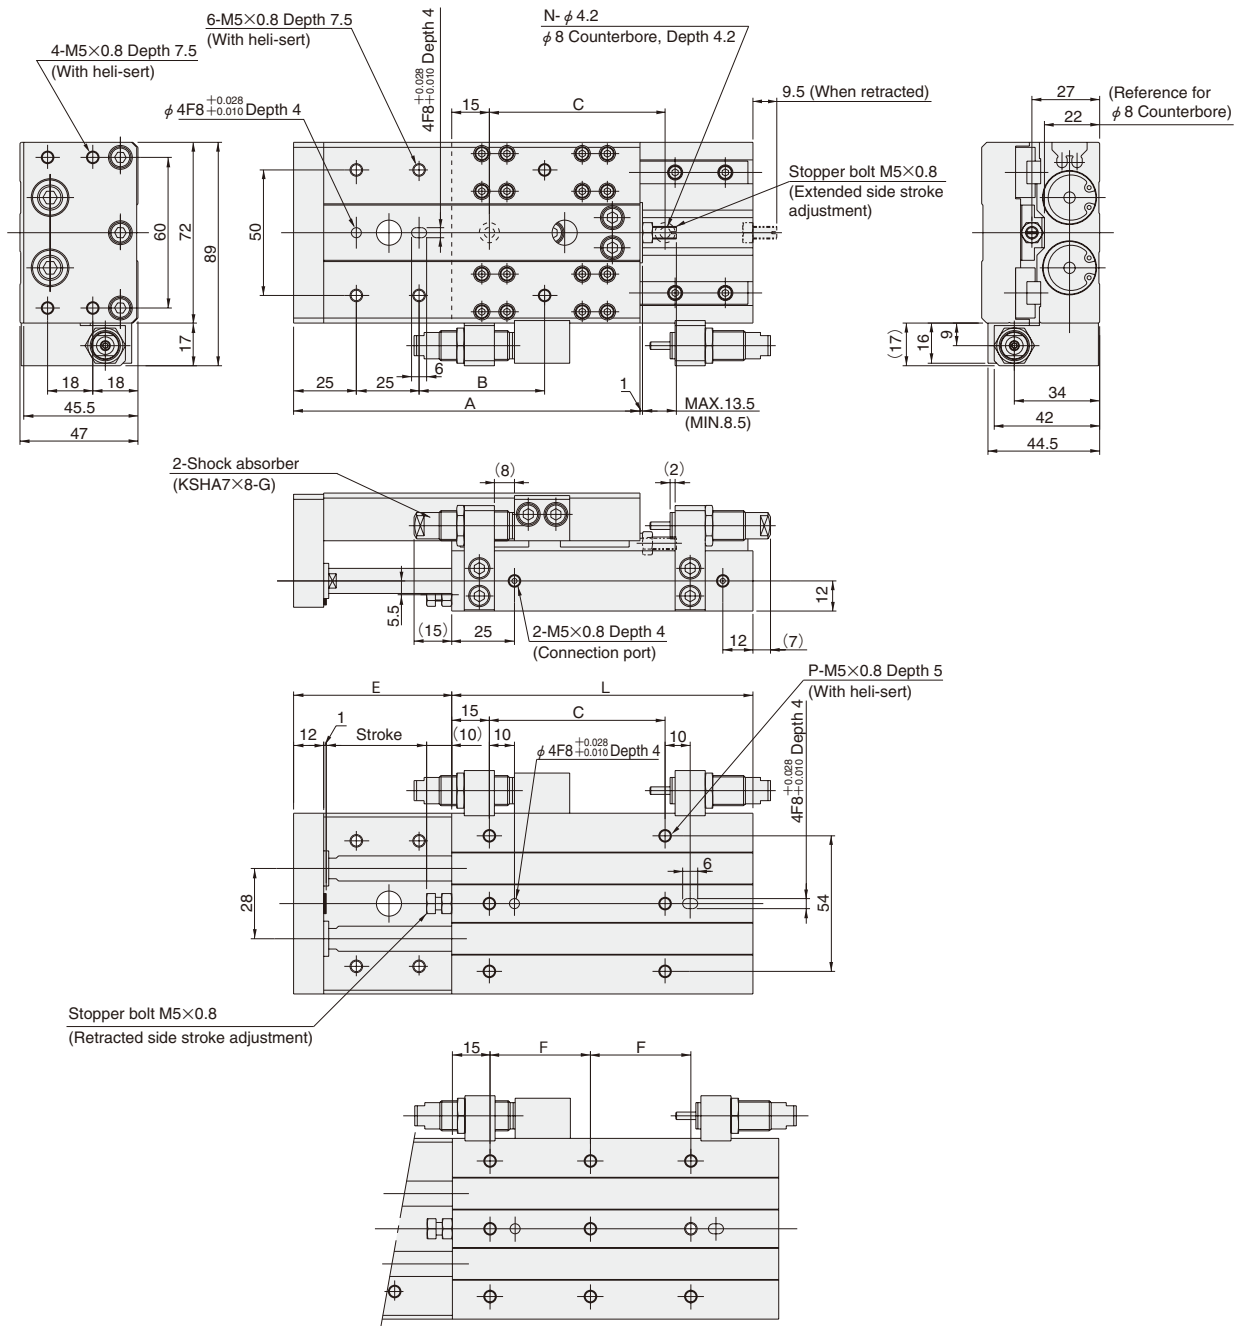 6-M5×0.8 Depth 7.5
(With heli-sert)
4-M5×0.8 Depth 7.5
(With heli-sert)
φ4F8 +0.028 +0.010 Depth 4
4F8 +0.028 +0.010 Depth 4
N-φ4.2
φ8 Counterbore, Depth 4.2
15
C
9.5 (When retracted)
27
22
(Reference for
φ8 Counterbore)
Stopper bolt M5×0.8
(Extended side stroke
adjustment)
60
72
89
17
18
18
45.5
47
50
6
25
25
B
A
1
MAX.13.5
(MIN.8.5)
(17)
16
9
34
42
44.5
2-Shock absorber
(KSHA7×8-G)
(8)
(2)
5.5
(15)
25
2-M5×0.8 Depth 4
(Connection port)
12
12
(7)
P-M5×0.8 Depth 5
(With heli-sert)
E
L
15
C
12
1
Stroke
(10)
10
φ4F8 +0.028 +0.010 Depth 4
10
4F8 +0.028 +0.010 Depth 4
6
28
54
Stopper bolt M5×0.8
(Retracted side stroke adjustment)
15
F
F